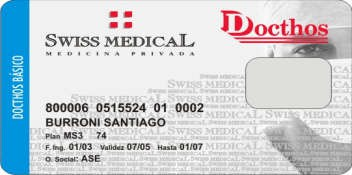 SWISS MEDICAL
MEDICINA PRIVADA
Docthos
DOCTHOS BÁSICO
800006 0515524 01 0002
BURRONI SANTIAGO
Plan MS3 74
F. Ing. 01/03 Validez 07/05 Hasta 01/07
O. Social: ASE